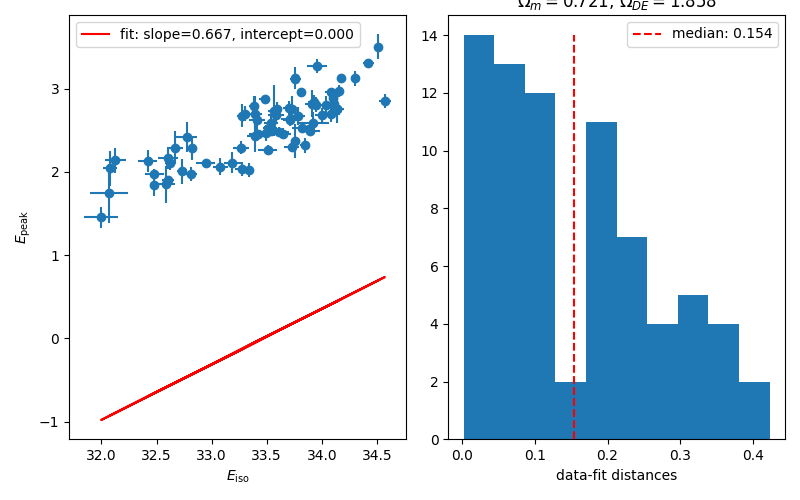 Ω_m = 0.721, Ω_DE = 1.858
fit: slope=0.667, intercept=0.000
median: 0.154
3
2
1
0
−1
E_peak
32.0 32.5 33.0 33.5 34.0 34.5
E_iso
14
12
10
8
6
4
2
0
0.0 0.1 0.2 0.3 0.4
data-fit distances